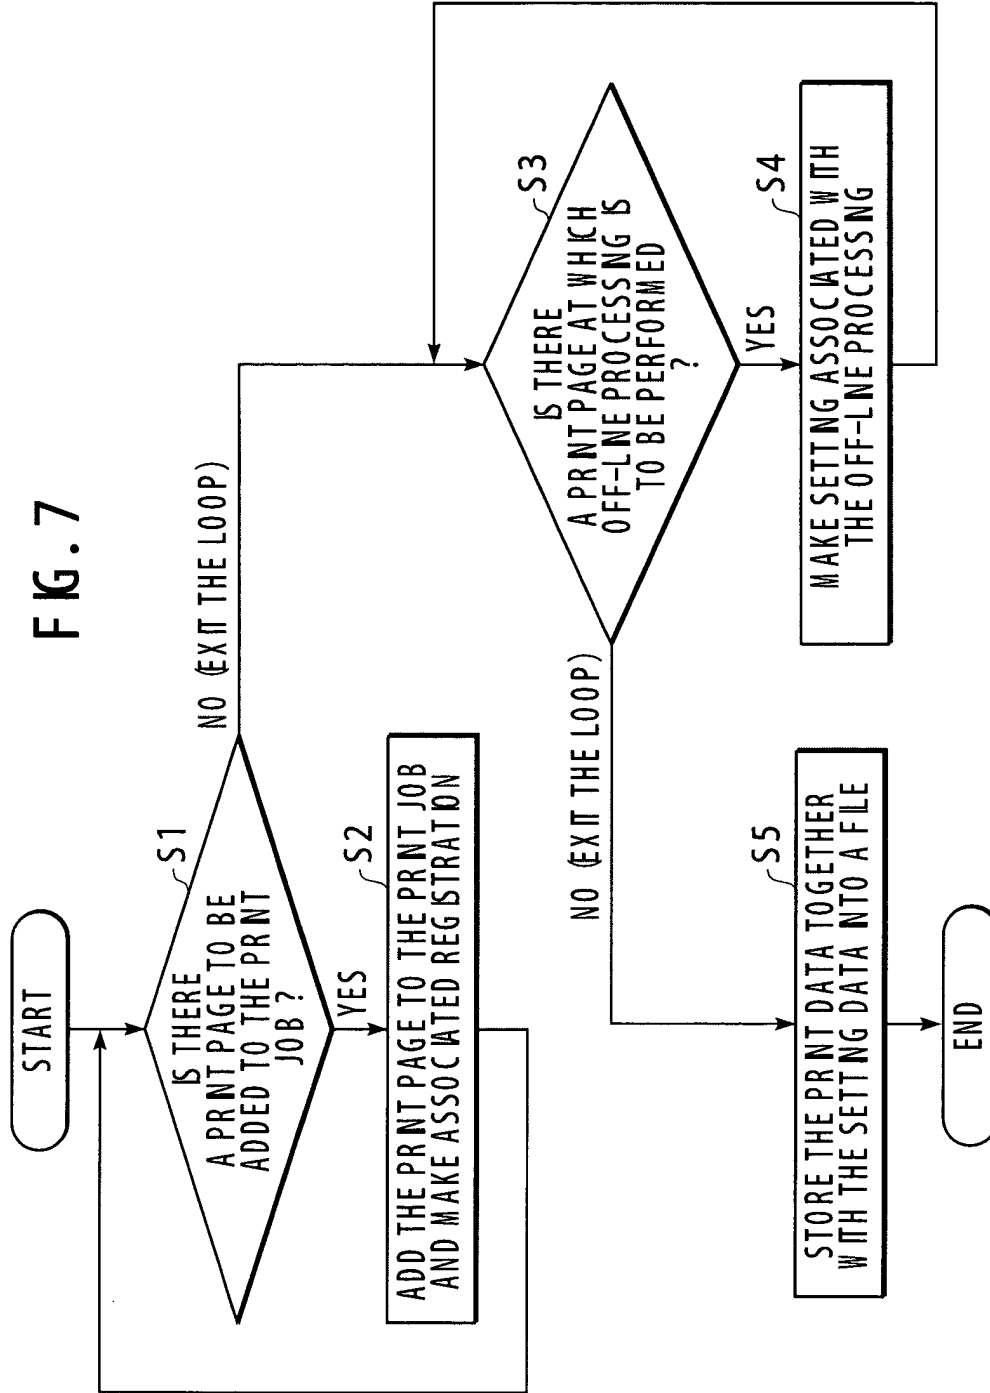 FIG. 7
START
IS THERE
A PRINT PAGE TO BE
ADDED TO THE PRINT
JOB ?
S1
NO (EXIT THE LOOP)
YES
S2
ADD THE PRINT PAGE TO THE PRINT JOB
AND MAKE ASSOCIATED REGISTRATION
IS THERE
A PRINT PAGE AT WHICH
OFF-LINE PROCESSING IS
TO BE PERFORMED
?
S3
NO (EXIT THE LOOP)
YES
S4
MAKE SETTING ASSOCIATED WITH
THE OFF-LINE PROCESSING
S5
STORE THE PRINT DATA TOGETHER
WITH THE SETTING DATA INTO A FILE
END